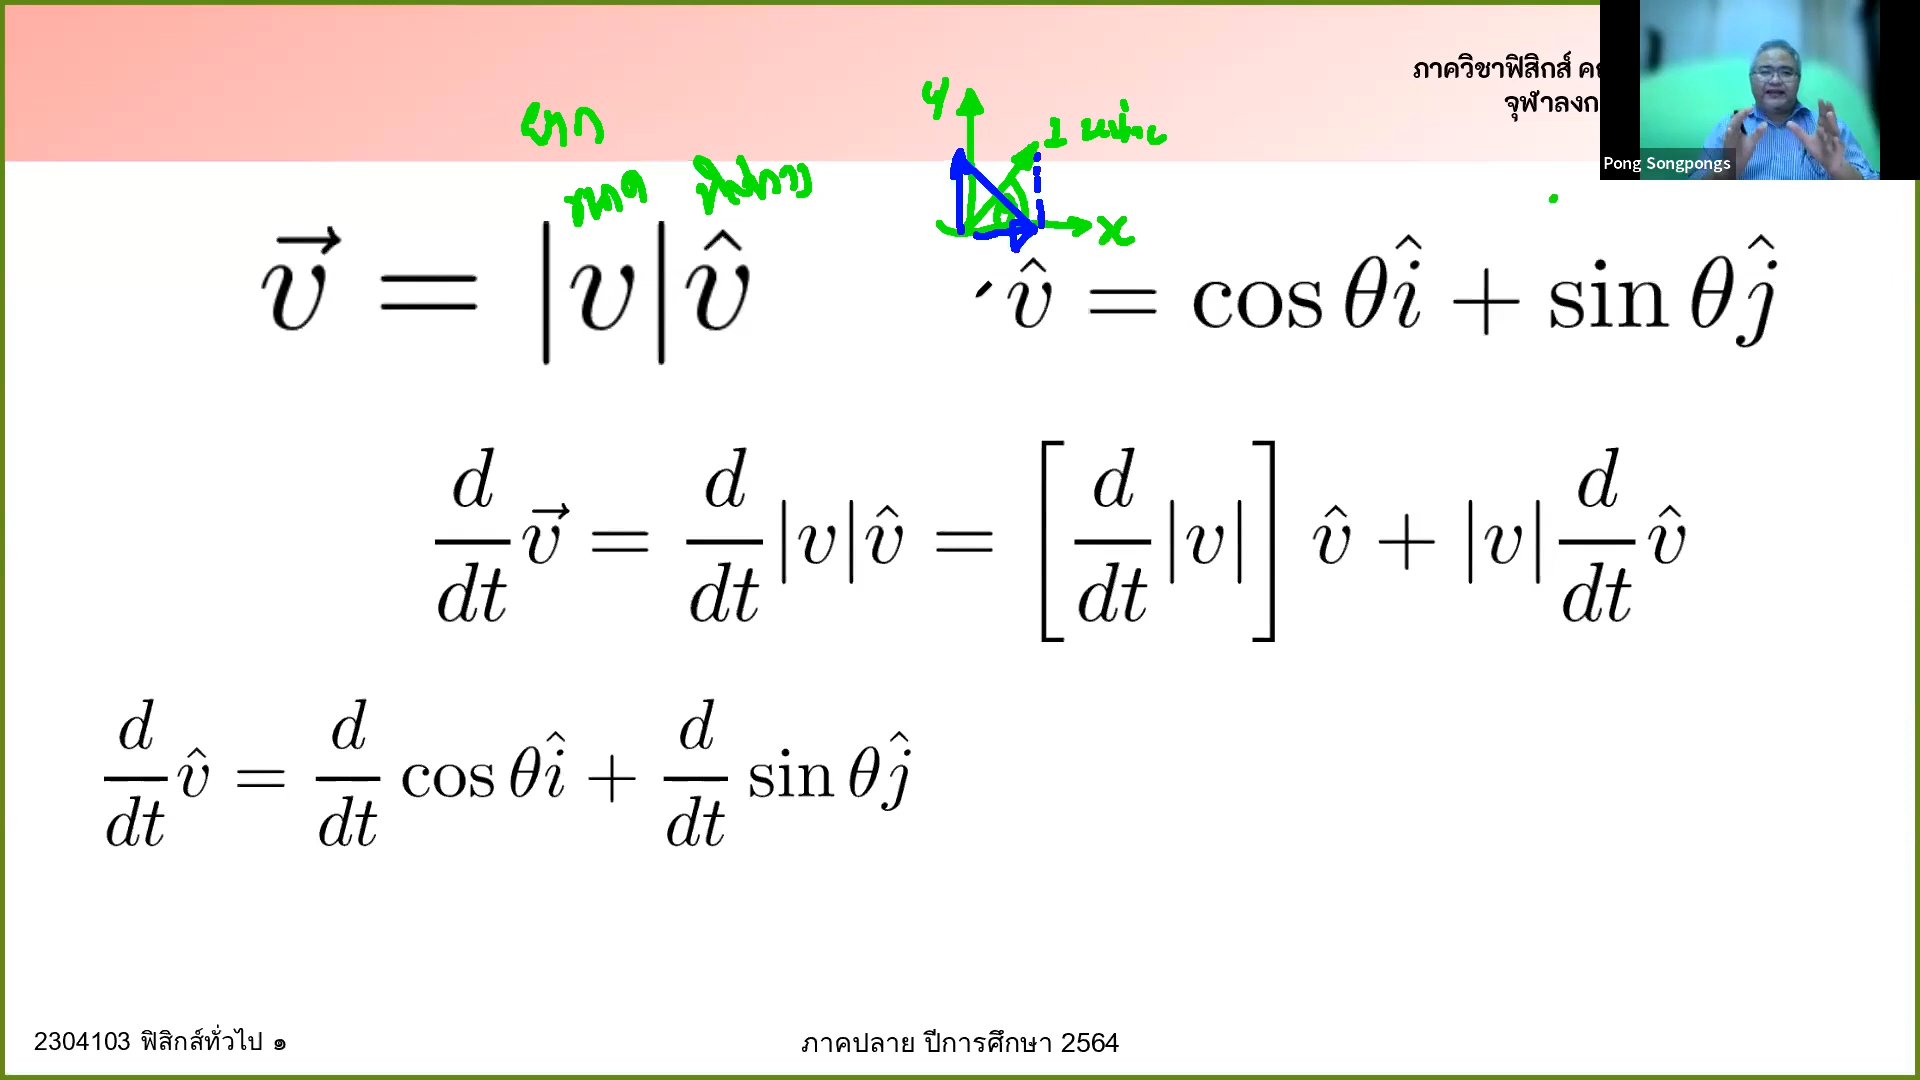 ภาควิชาฟิสิกส์ ค
จุฬาลงก
Pong Songpongs
ยาก
ขนาด ทิศทาง
y
1 หน่วย
x
\vec{v} = |v|\hat{v}
\hat{v} = \cos θ\hat{i} + \sin θ\hat{j}
\frac{d}{dt}\vec{v} = \frac{d}{dt}|v|\hat{v} = \left[\frac{d}{dt}|v|\right]\hat{v} + |v|\frac{d}{dt}\hat{v}
\frac{d}{dt}\hat{v} = \frac{d}{dt}\cos θ\hat{i} + \frac{d}{dt}\sin θ\hat{j}
2304103 ฟิสิกส์ทั่วไป ๑
ภาคปลาย ปีการศึกษา 2564